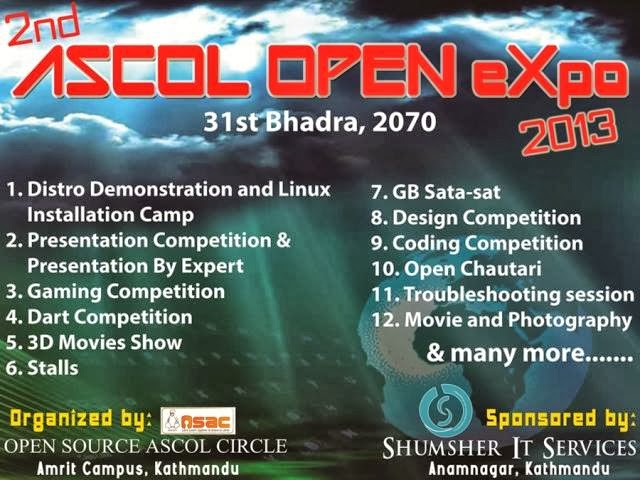 2nd
ASCOL OPEN eXpo
2013
31st Bhadra, 2070
1. Distro Demonstration and Linux
Installation Camp
2. Presentation Competition &
Presentation By Expert
3. Gaming Competition
4. Dart Competition
5. 3D Movies Show
6. Stalls
7. GB Sata-sat
8. Design Competition
9. Coding Competition
10. Open Chautari
11. Troubleshooting session
12. Movie and Photography
& many more.......
Organized by:
Asac
OPEN SOURCE ASCOL CIRCLE
Amrit Campus, Kathmandu
Sponsored by:
SHUMSHER IT SERVICES
Anamnagar, Kathmandu